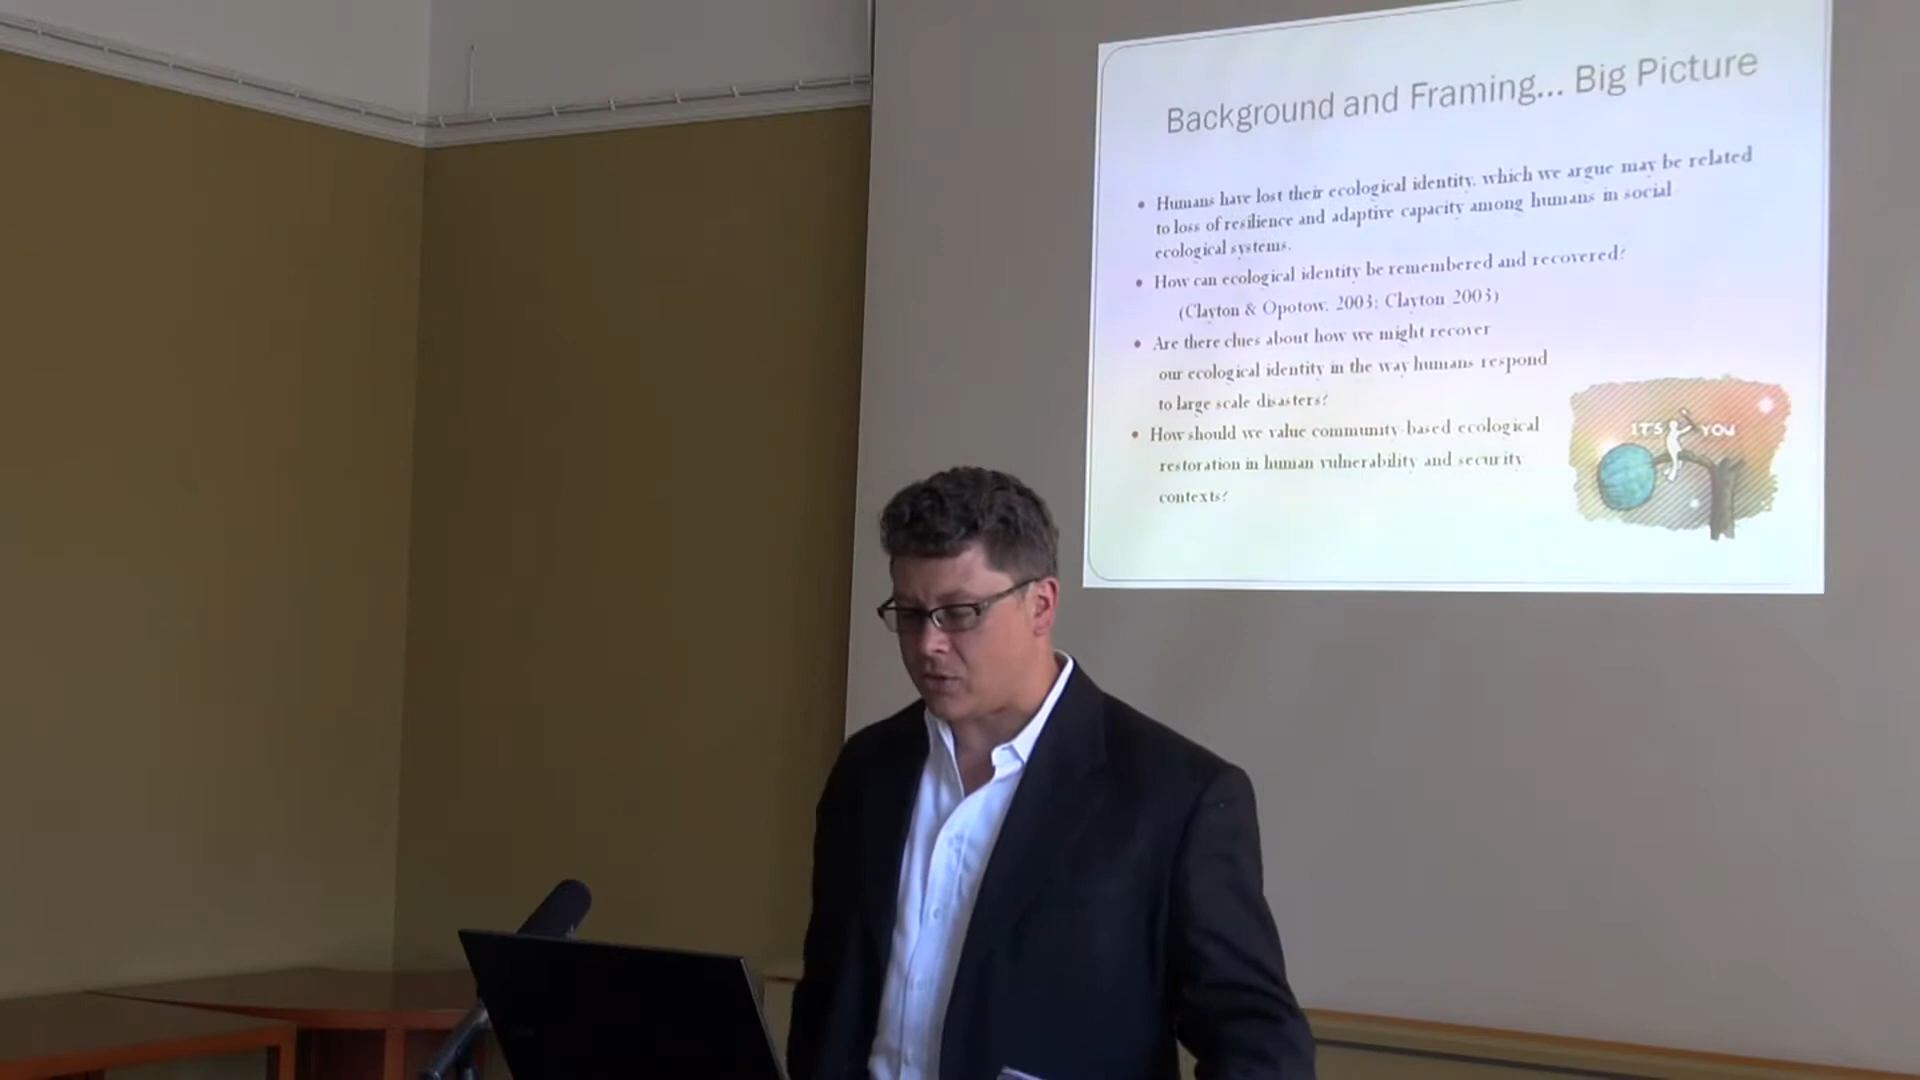 Background and Framing... Big Picture
• Humans have lost their ecological identity, which we argue may be related
to loss of resilience and adaptive capacity among humans in social
ecological systems.
• How can ecological identity be remembered and recovered?
(Clayton & Opotow, 2003; Clayton 2003)
• Are there clues about how we might recover
our ecological identity in the way humans respond
to large scale disasters?
• How should we value community-based ecological
restoration in human vulnerability and security
contexts?
IT'S YOU